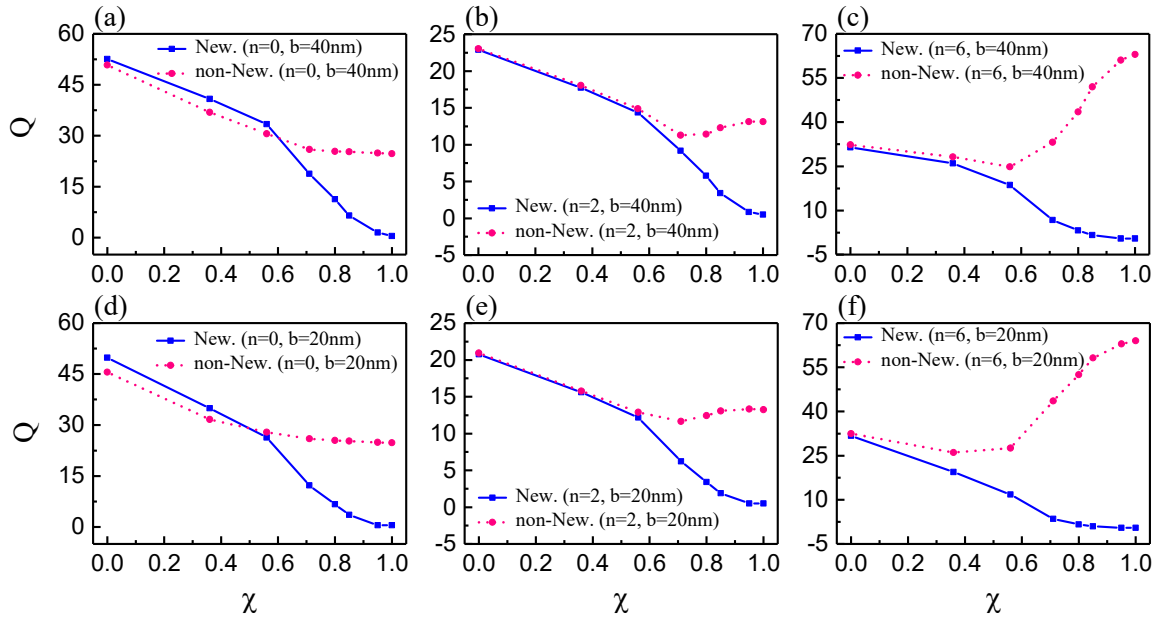 (a)
(b)
(c)
60
45
30
15
0
Q
New. (n=0, b=40nm)
non-New. (n=0, b=40nm)
0.0 0.2 0.4 0.6 0.8 1.0
25
20
15
10
5
0
-5
New. (n=2, b=40nm)
non-New. (n=2, b=40nm)
0.0 0.2 0.4 0.6 0.8 1.0
70
55
40
25
10
-5
New. (n=6, b=40nm)
non-New. (n=6, b=40nm)
0.0 0.2 0.4 0.6 0.8 1.0
(d)
(e)
(f)
60
45
30
15
0
Q
New. (n=0, b=20nm)
non-New. (n=0, b=20nm)
0.0 0.2 0.4 0.6 0.8 1.0
χ
25
20
15
10
5
0
-5
New. (n=2, b=20nm)
non-New. (n=2, b=20nm)
0.0 0.2 0.4 0.6 0.8 1.0
χ
70
55
40
25
10
-5
New. (n=6, b=20nm)
non-New. (n=6, b=20nm)
0.0 0.2 0.4 0.6 0.8 1.0
χ